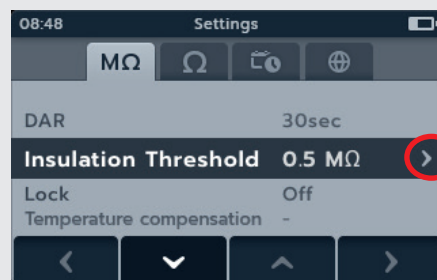 08:48 Settings
MΩ Ω
DAR 30sec
Insulation Threshold 0.5 MΩ
Lock Off
Temperature compensation -